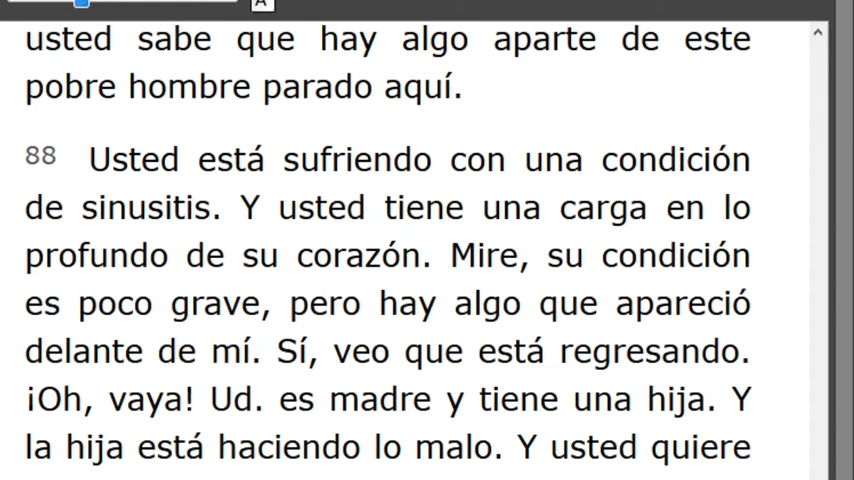 A
usted sabe que hay algo aparte de este
pobre hombre parado aquí.
88 Usted está sufriendo con una condición
de sinusitis. Y usted tiene una carga en lo
profundo de su corazón. Mire, su condición
es poco grave, pero hay algo que apareció
delante de mí. Sí, veo que está regresando.
¡Oh, vaya! Ud. es madre y tiene una hija. Y
la hija está haciendo lo malo. Y usted quiere